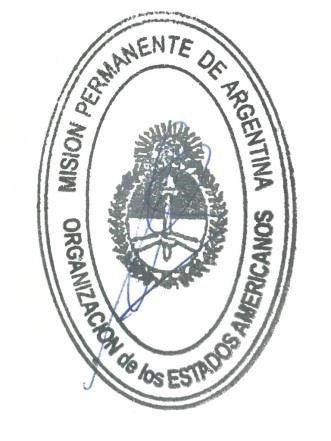 MISION PERMANENTE DE ARGENTINA
ORGANIZACION de los ESTADOS AMERICANOS